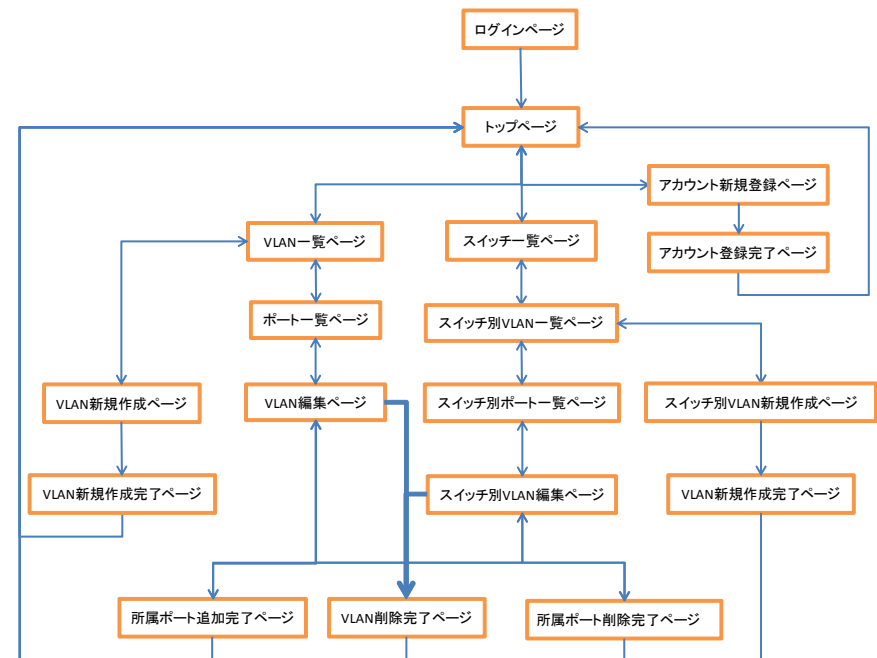 ログインページ
トップページ
アカウント新規登録ページ
VLAN一覧ページ
スイッチ一覧ページ
アカウント登録完了ページ
ポート一覧ページ
スイッチ別VLAN一覧ページ
VLAN新規作成ページ
VLAN編集ページ
スイッチ別ポート一覧ページ
スイッチ別VLAN新規作成ページ
VLAN新規作成完了ページ
スイッチ別VLAN編集ページ
VLAN新規作成完了ページ
所属ポート追加完了ページ
VLAN削除完了ページ
所属ポート削除完了ページ